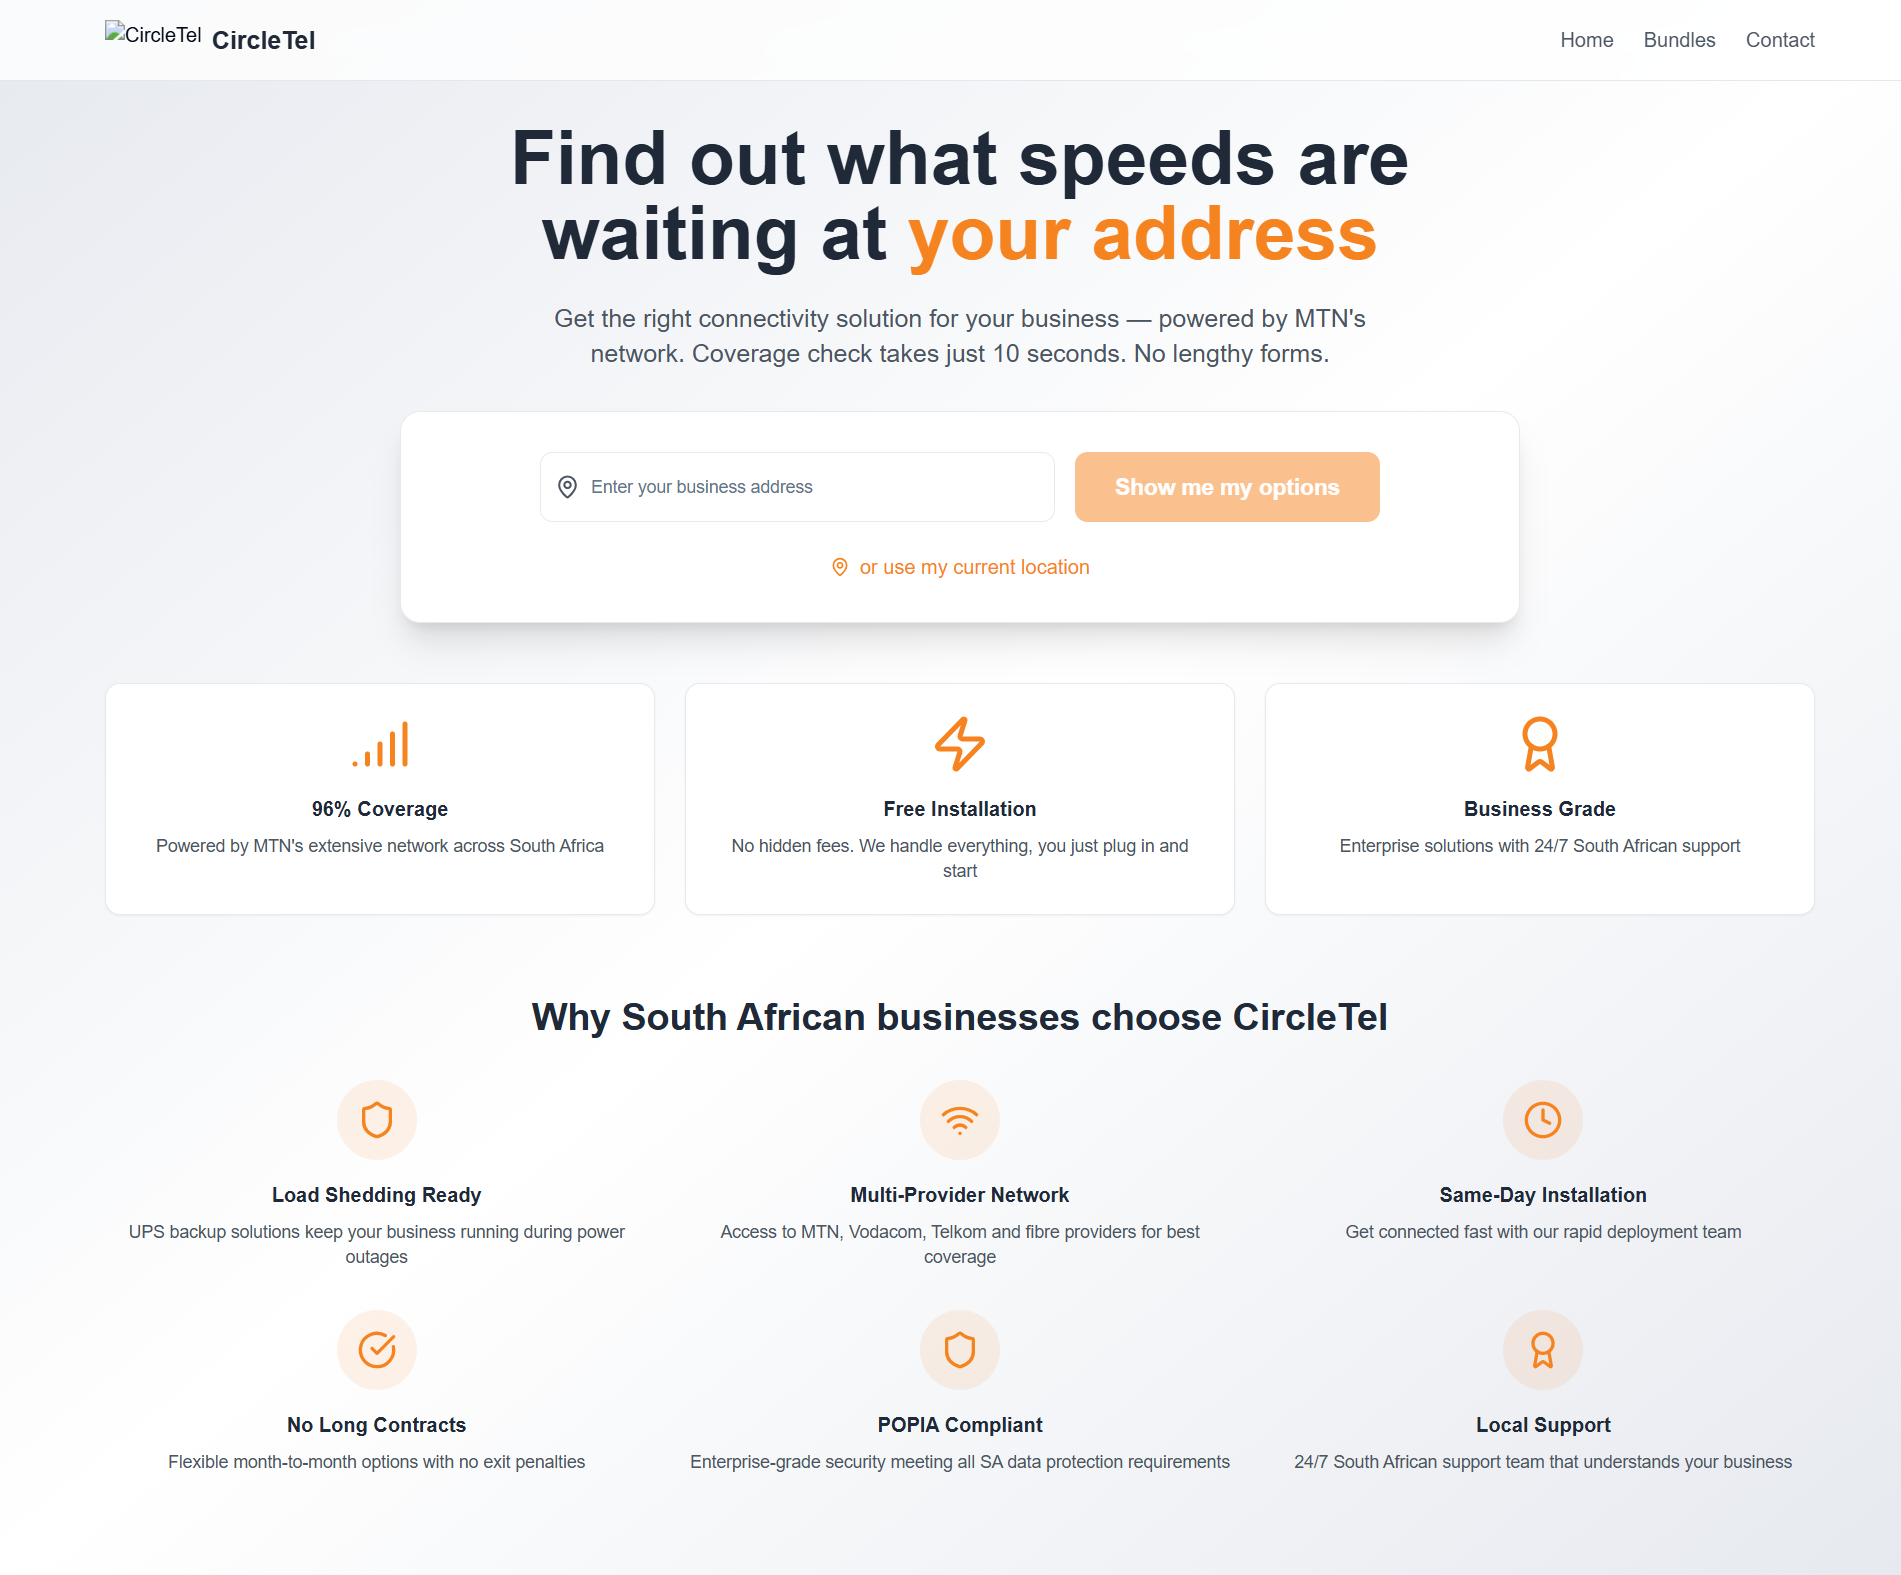 CircleTel CircleTel
Home Bundles Contact
Find out what speeds are
waiting at your address
Get the right connectivity solution for your business — powered by MTN's
network. Coverage check takes just 10 seconds. No lengthy forms.
Enter your business address
Show me my options
or use my current location
96% Coverage
Powered by MTN's extensive network across South Africa
Free Installation
No hidden fees. We handle everything, you just plug in and
start
Business Grade
Enterprise solutions with 24/7 South African support
Why South African businesses choose CircleTel
Load Shedding Ready
UPS backup solutions keep your business running during power
outages
Multi-Provider Network
Access to MTN, Vodacom, Telkom and fibre providers for best
coverage
Same-Day Installation
Get connected fast with our rapid deployment team
No Long Contracts
Flexible month-to-month options with no exit penalties
POPIA Compliant
Enterprise-grade security meeting all SA data protection requirements
Local Support
24/7 South African support team that understands your business